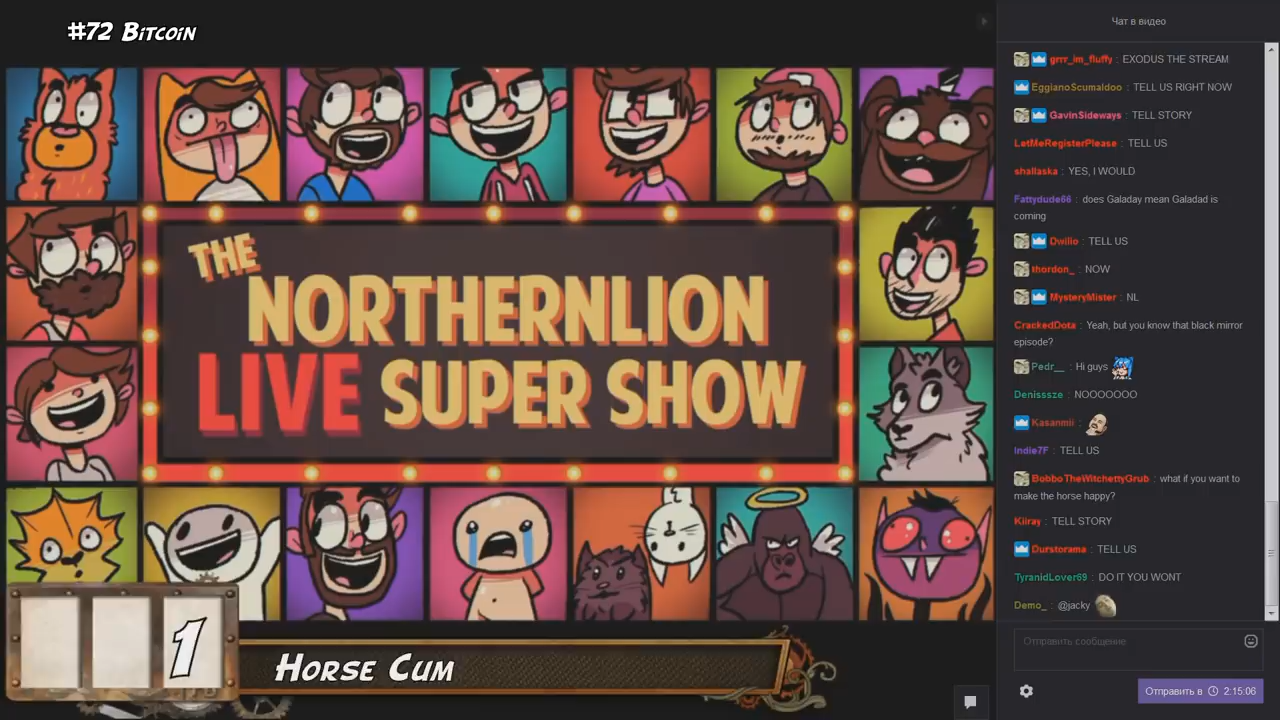 #72 Bitcoin
THE
NORTHERNLION
LIVE SUPER SHOW
1
Horse Cum
Чат в видео
grrr_im_fluffy : EXODUS THE STREAM
EggianoScumaldoo : TELL US RIGHT NOW
GavinSideways : TELL STORY
LatMeRegisterPlease : TELL US
shallaska : YES, I WOULD
Fattydude66 : does Galaday mean Galadad is
coming
Dwilio : TELL US
thordon_ : NOW
MysteryMister : NL
CrackedDota : Yeah, but you know that black mirror
episode?
Pedr__ : Hi guys
Denisssze : NOOOOOOO
Kasanmii :
Indie7F : TELL US
BobboTheWitchettyGrub : what if you want to
make the horse happy?
Kiiray : TELL STORY
Durstorama : TELL US
TyranidLover69 : DO IT YOU WONT
Demo_ : @jacky
Отправить сообщение
Отправить в 2:15:06